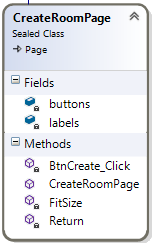 CreateRoomPage
Sealed Class
Page
Fields
buttons
labels
Methods
BtnCreate_Click
CreateRoomPage
FitSize
Return